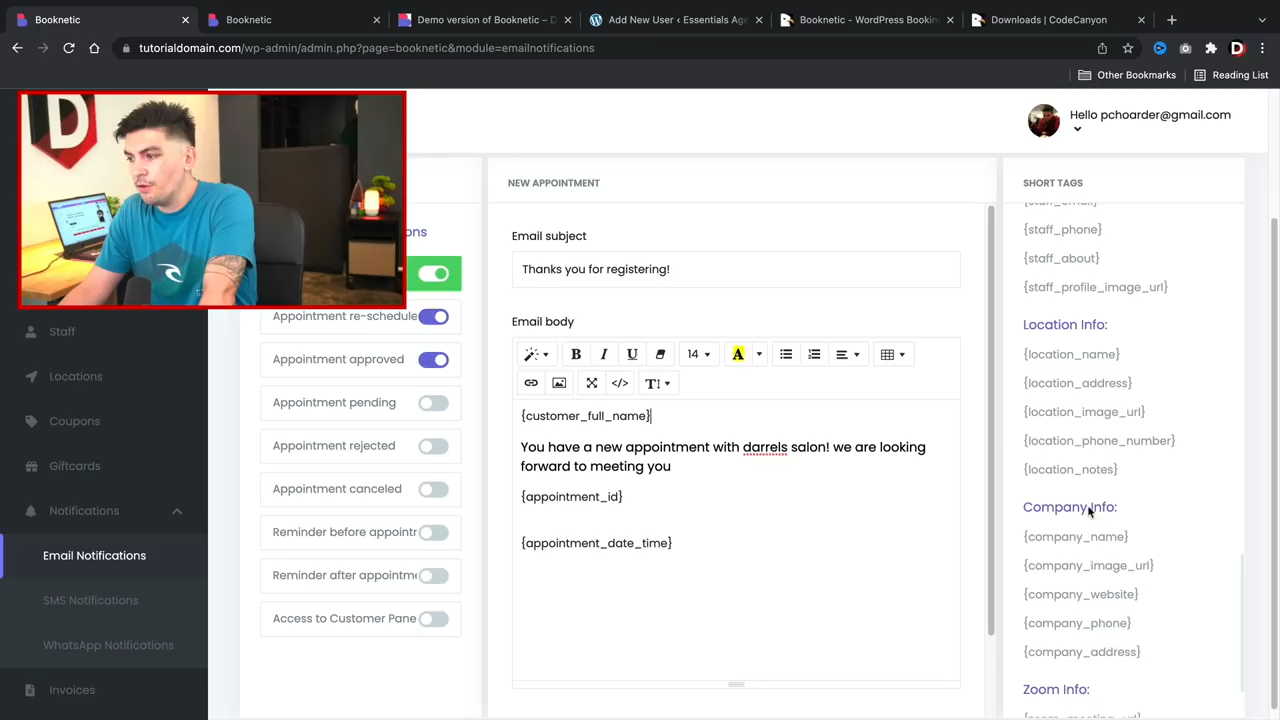 Booknetic
Booknetic
Demo version of Booknetic – D
Add New User ‹ Essentials Age
Booknetic - WordPress Booking
Downloads | CodeCanyon
tutorialdomain.com/wp-admin/admin.php?page=booknetic&module=emailnotifications
D
Other Bookmarks
Reading List
Hello pchoarder@gmail.com
D
Staff
Locations
Coupons
Giftcards
Notifications
Email Notifications
SMS Notifications
WhatsApp Notifications
Invoices
ons
Appointment re-schedule
Appointment approved
Appointment pending
Appointment rejected
Appointment canceled
Reminder before appointr
Reminder after appointme
Access to Customer Pane
NEW APPOINTMENT
Email subject
Thanks you for registering!
Email body
B I U 14 A
</> T
{customer_full_name}
You have a new appointment with darrels salon! we are looking
forward to meeting you
{appointment_id}
{appointment_date_time}
SHORT TAGS
{staff_email}
{staff_phone}
{staff_about}
{staff_profile_image_url}
Location Info:
{location_name}
{location_address}
{location_image_url}
{location_phone_number}
{location_notes}
Company Info:
{company_name}
{company_image_url}
{company_website}
{company_phone}
{company_address}
Zoom Info: